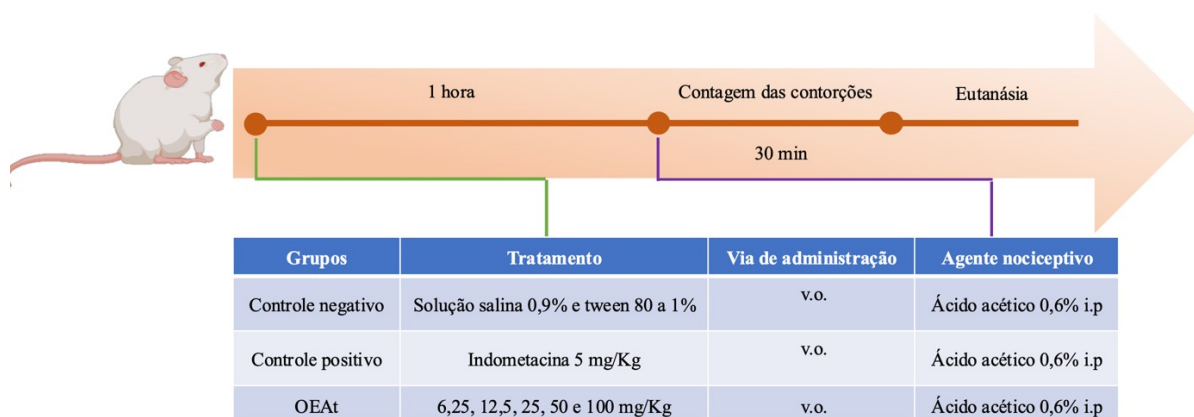 1 hora
Contagem das contorções
Eutanásia
30 min
Grupos Tratamento Via de administração Agente nociceptivo
Controle negativo Solução salina 0,9% e tween 80 a 1% v.o. Ácido acético 0,6% i.p
Controle positivo Indometacina 5 mg/Kg v.o. Ácido acético 0,6% i.p
OEAt 6,25, 12,5, 25, 50 e 100 mg/Kg v.o. Ácido acético 0,6% i.p